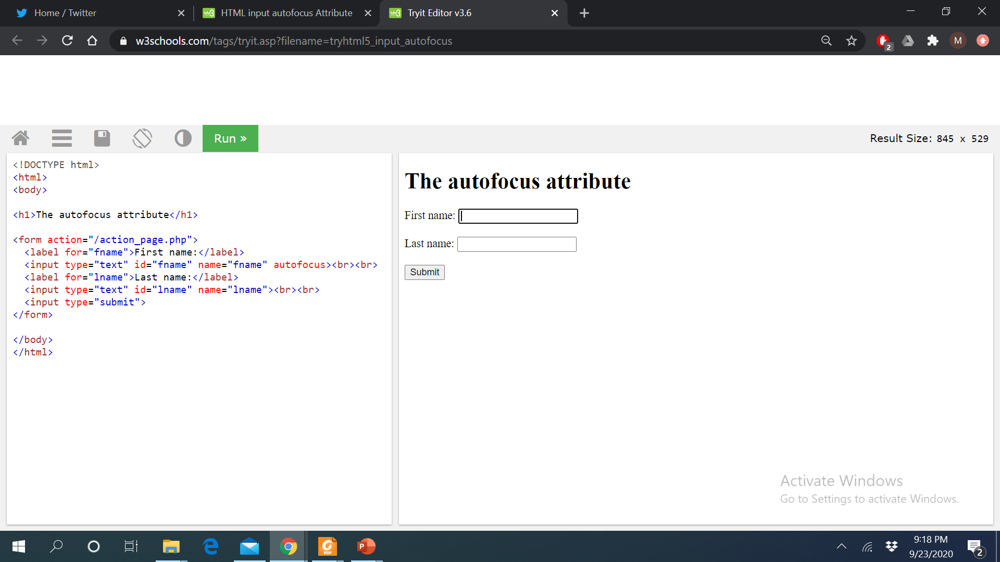 Home / Twitter
HTML input autofocus Attribute
Tryit Editor v3.6
w3schools.com/tags/tryit.asp?filename=tryhtml5_input_autofocus
2
M
Run »
Result Size: 845 x 529
<!DOCTYPE html>
<html>
<body>
<h1>The autofocus attribute</h1>
<form action="/action_page.php">
<label for="fname">First name:</label>
<input type="text" id="fname" name="fname" autofocus><br><br>
<label for="lname">Last name:</label>
<input type="text" id="lname" name="lname"><br><br>
<input type="submit">
</form>
</body>
</html>
The autofocus attribute
First name:
Last name:
Submit
Activate Windows
Go to Settings to activate Windows.
PDF
P
9:18 PM
9/23/2020
2